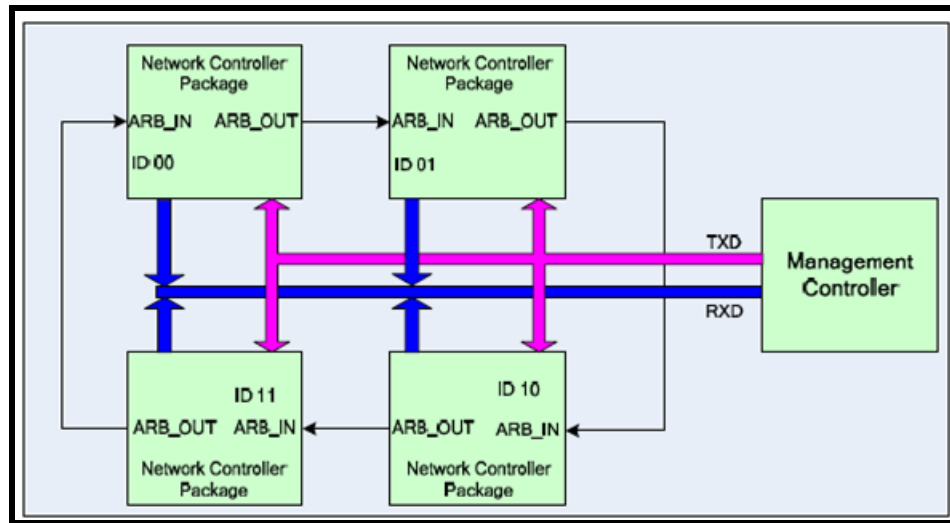 Network Controller
Package
ARB_IN ARB_OUT
ID 00
Network Controller
Package
ARB_IN ARB_OUT
ID 01
TXD
RXD
Management
Controller
ID 11
ARB_OUT ARB_IN
Network Controller
Package
ID 10
ARB_OUT ARB_IN
Network Controller
Package